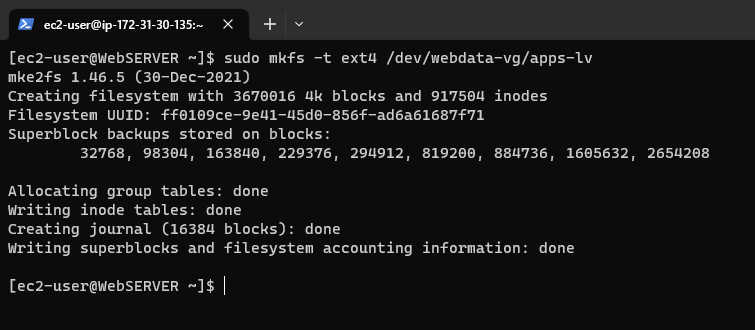 ec2-user@ip-172-31-30-135:~
[ec2-user@WebSERVER ~]$ sudo mkfs -t ext4 /dev/webdata-vg/apps-lv
mke2fs 1.46.5 (30-Dec-2021)
Creating filesystem with 3670016 4k blocks and 917504 inodes
Filesystem UUID: ff0109ce-9e41-45d0-856f-ad6a61687f71
Superblock backups stored on blocks:
        32768, 98304, 163840, 229376, 294912, 819200, 884736, 1605632, 2654208
Allocating group tables: done
Writing inode tables: done
Creating journal (16384 blocks): done
Writing superblocks and filesystem accounting information: done
[ec2-user@WebSERVER ~]$